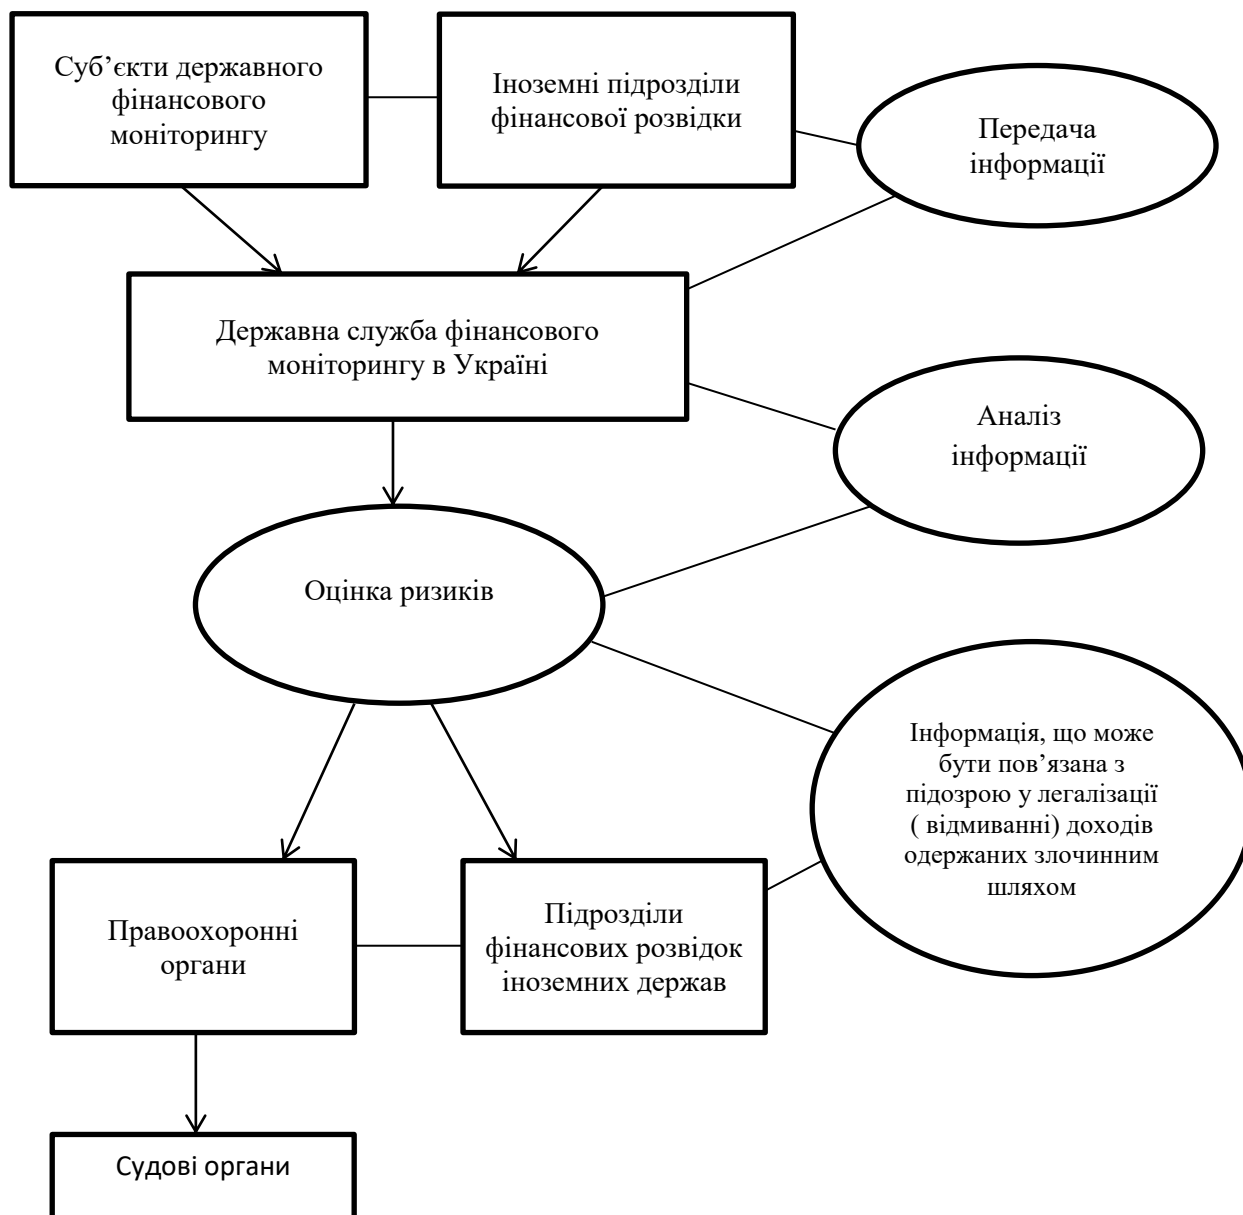 Суб’єкти державного
фінансового
моніторингу
Іноземні підрозділи
фінансової розвідки
Передача
інформації
Державна служба фінансового
моніторингу в Україні
Аналіз
інформації
Оцінка ризиків
Інформація, що може
бути пов’язана з
підозрою у легалізації
( відмиванні) доходів
одержаних злочинним
шляхом
Правоохоронні
органи
Підрозділи
фінансових розвідок
іноземних держав
Судові органи